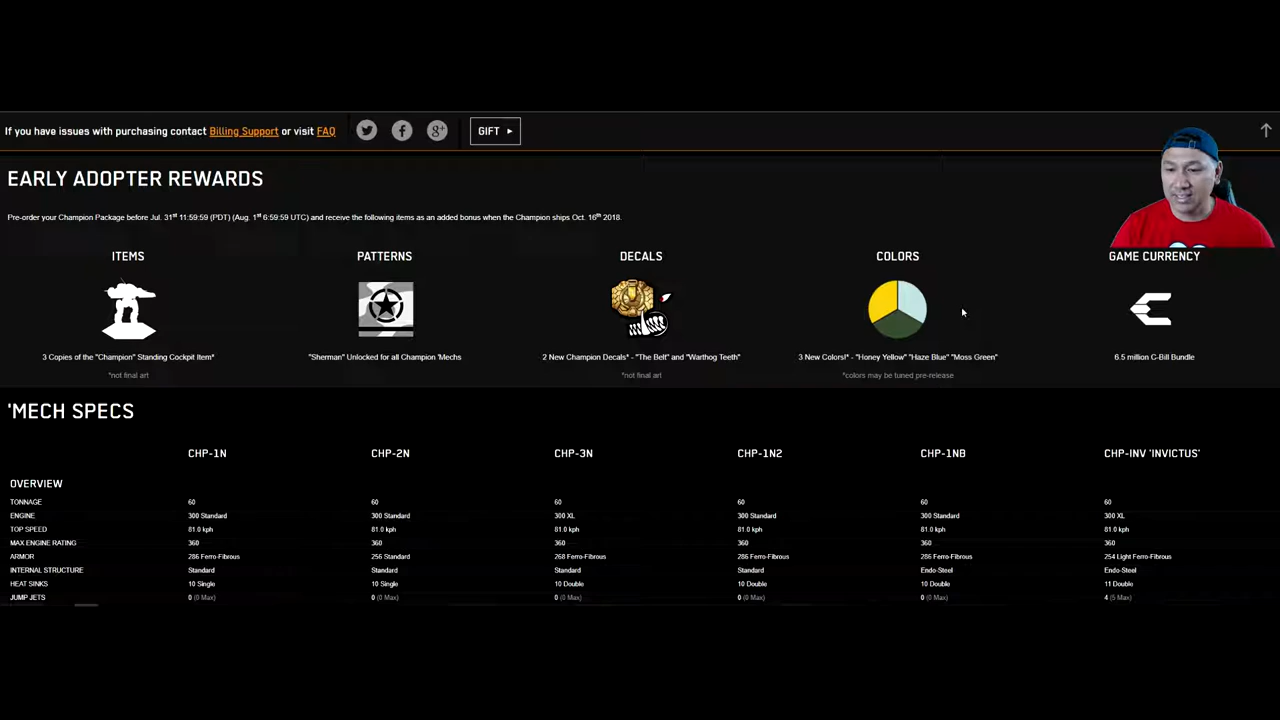 If you have issues with purchasing contact Billing Support or visit FAQ
GIFT
EARLY ADOPTER REWARDS
Pre-order your Champion Package before Jul. 31st 11:59:59 (PDT) (Aug. 1st 6:59:59 UTC) and receive the following items as an added bonus when the Champion ships Oct. 16th 2018.
ITEMS PATTERNS DECALS COLORS GAME CURRENCY
3 Copies of the "Champion" Standing Cockpit Item* "Sherman" Unlocked for all Champion 'Mechs 2 New Champion Decals* - "The Belt" and "Warthog Teeth" 3 New Colors!* - "Honey Yellow" "Haze Blue" "Moss Green" 6.5 million C-Bill Bundle
*not final art *not final art *colors may be tuned pre-release
'MECH SPECS
CHP-1N CHP-2N CHP-3N CHP-1N2 CHP-1NB CHP-INV 'INVICTUS'
OVERVIEW
TONNAGE 60 60 60 60 60 60
ENGINE 300 Standard 300 Standard 300 XL 300 Standard 300 Standard 300 XL
TOP SPEED 81.0 kph 81.0 kph 81.0 kph 81.0 kph 81.0 kph 81.0 kph
MAX ENGINE RATING 360 360 360 360 360 360
ARMOR 286 Ferro-Fibrous 256 Standard 268 Ferro-Fibrous 286 Ferro-Fibrous 286 Ferro-Fibrous 254 Light Ferro-Fibrous
INTERNAL STRUCTURE Standard Standard Standard Standard Endo-Steel Endo-Steel
HEAT SINKS 10 Single 10 Single 10 Double 10 Double 10 Double 11 Double
JUMP JETS 0 (0 Max) 0 (0 Max) 0 (0 Max) 0 (0 Max) 0 (0 Max) 4 (5 Max)